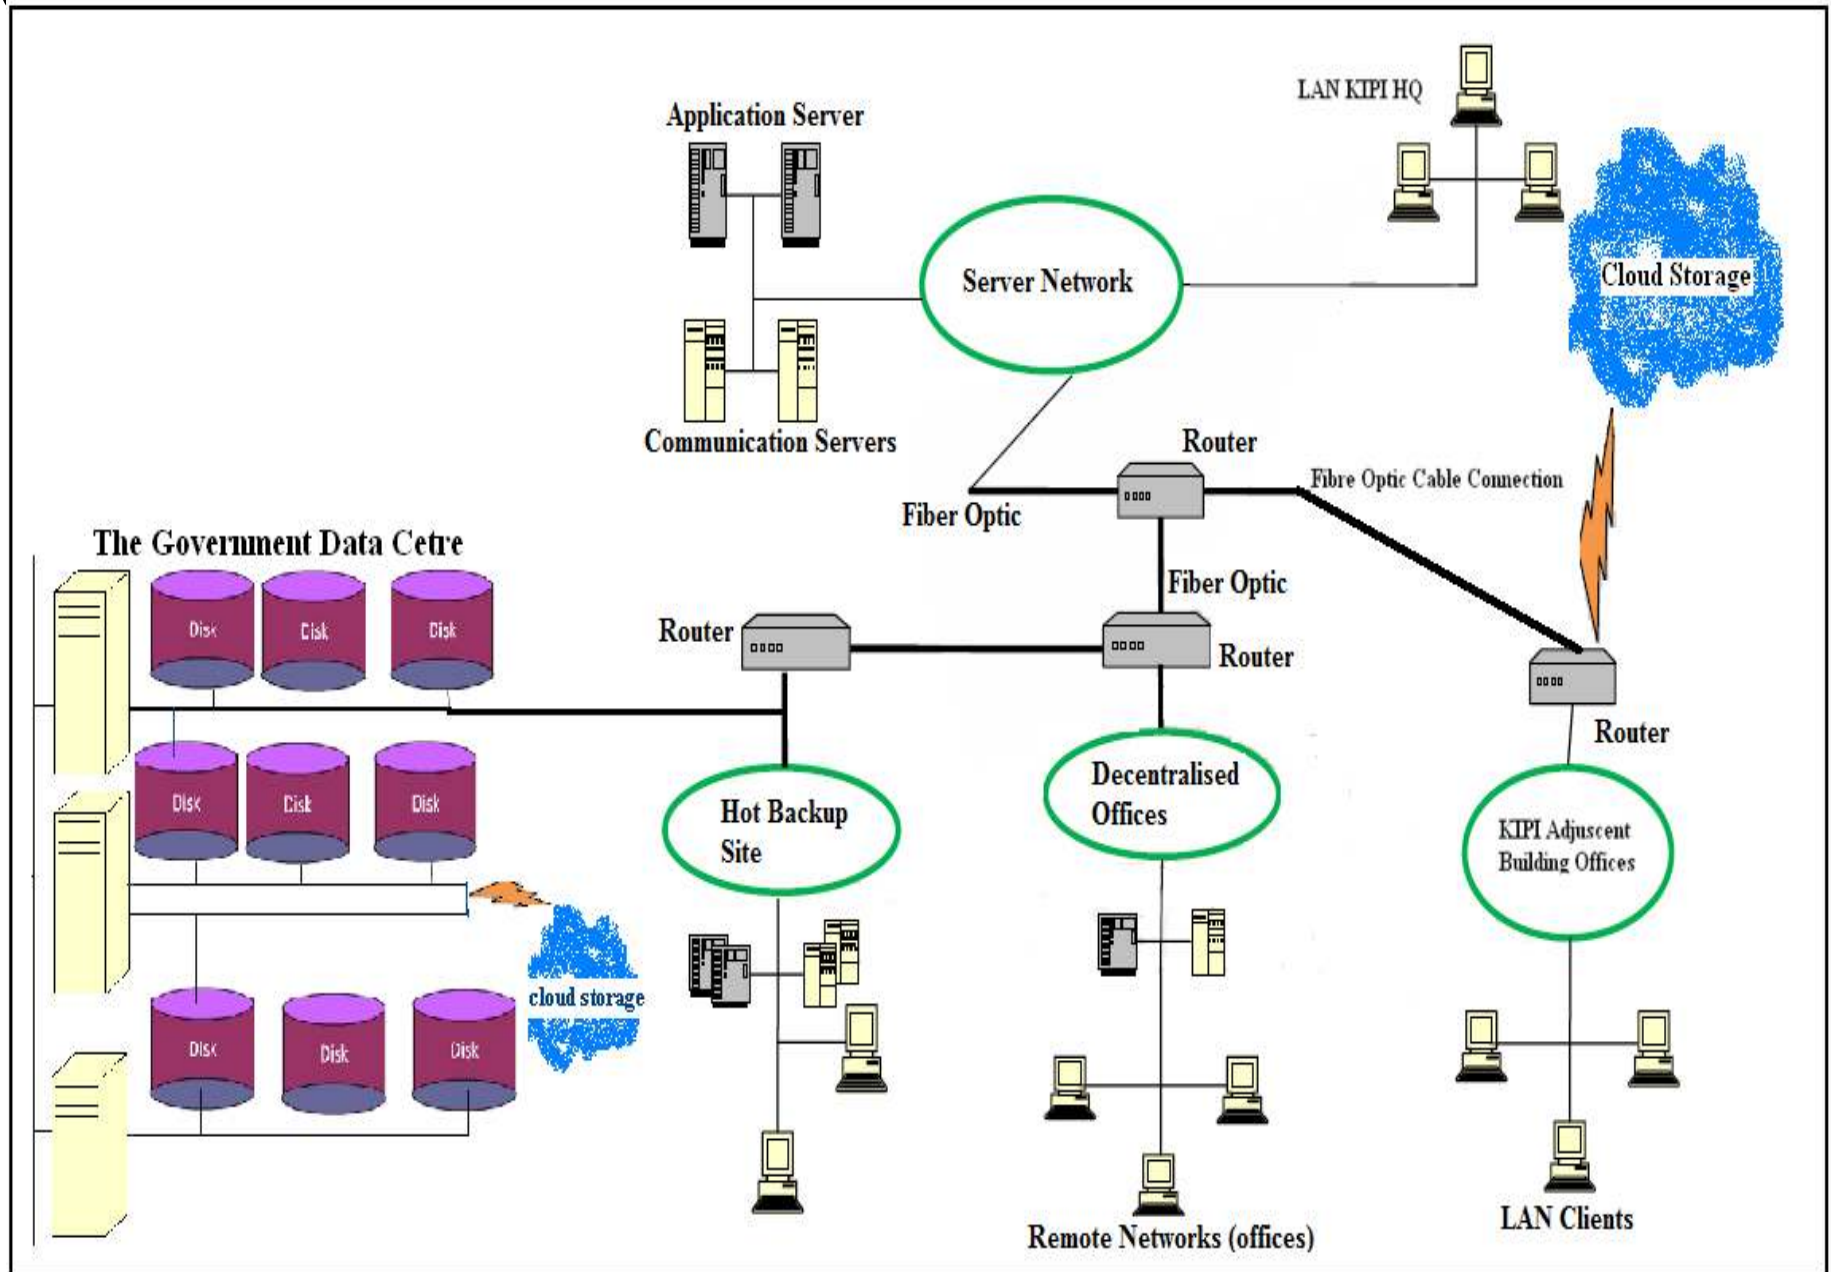 LAN KIPI HQ
Application Server
Server Network
Cloud Storage
Communication Servers
Router
Fibre Optic Cable Connection
Fiber Optic
The Government Data Cetre
Fiber Optic
Disk
Disk
Disk
Router
Router
Router
Disk
Disk
Disk
Hot Backup
Site
Decentralised
Offices
KIPI Adjuscent
Building Offices
cloud storage
Disk
Disk
Disk
Remote Networks (offices)
LAN Clients